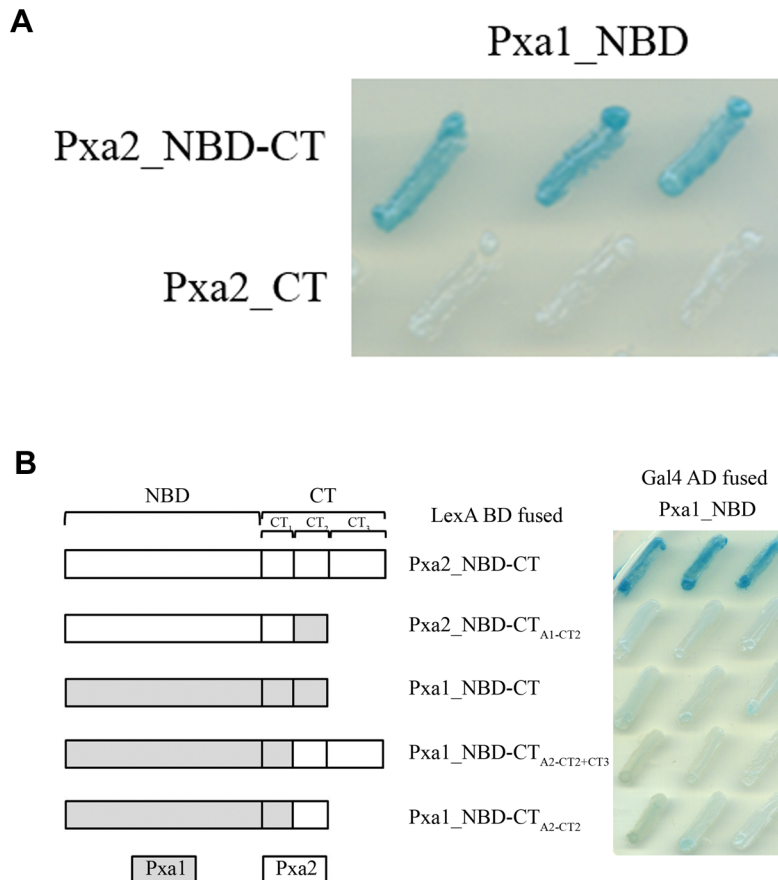 A
Pxa1_NBD
Pxa2_NBD-CT
Pxa2_CT
B
NBD CT
CT1 CT2 CT3
LexA BD fused
Gal4 AD fused
Pxa1_NBD
Pxa2_NBD-CT
Pxa2_NBD-CTA1-CT2
Pxa1_NBD-CT
Pxa1_NBD-CTA2-CT2+CT3
Pxa1_NBD-CTA2-CT2
Pxa1 Pxa2